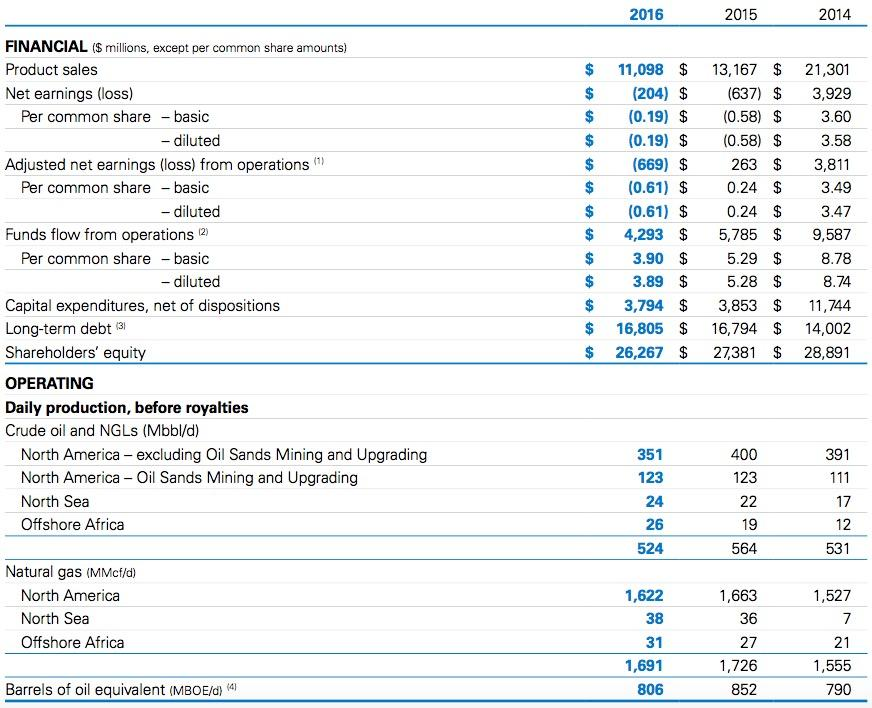 2016 2015 2014
FINANCIAL ($ millions, except per common share amounts)
Product sales $ 11,098 $ 13,167 $ 21,301
Net earnings (loss) $ (204) $ (637) $ 3,929
Per common share – basic $ (0.19) $ (0.58) $ 3.60
– diluted $ (0.19) $ (0.58) $ 3.58
Adjusted net earnings (loss) from operations (1) $ (669) $ 263 $ 3,811
Per common share – basic $ (0.61) $ 0.24 $ 3.49
– diluted $ (0.61) $ 0.24 $ 3.47
Funds flow from operations (2) $ 4,293 $ 5,785 $ 9,587
Per common share – basic $ 3.90 $ 5.29 $ 8.78
– diluted $ 3.89 $ 5.28 $ 8.74
Capital expenditures, net of dispositions $ 3,794 $ 3,853 $ 11,744
Long-term debt (3) $ 16,805 $ 16,794 $ 14,002
Shareholders' equity $ 26,267 $ 27,381 $ 28,891
OPERATING
Daily production, before royalties
Crude oil and NGLs (Mbbl/d)
North America – excluding Oil Sands Mining and Upgrading 351 400 391
North America – Oil Sands Mining and Upgrading 123 123 111
North Sea 24 22 17
Offshore Africa 26 19 12
524 564 531
Natural gas (MMcf/d)
North America 1,622 1,663 1,527
North Sea 38 36 7
Offshore Africa 31 27 21
1,691 1,726 1,555
Barrels of oil equivalent (MBOE/d) (4) 806 852 790